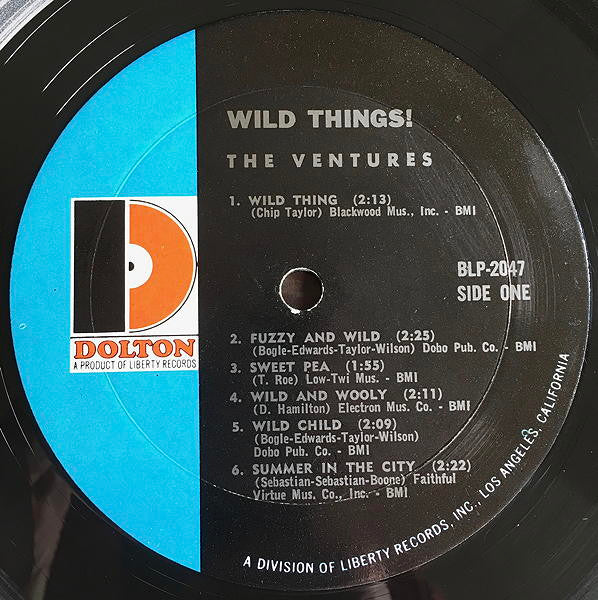 WILD THINGS!
THE VENTURES
1. WILD THING (2:13)
(Chip Taylor) Blackwood Mus., Inc. - BMI
BLP-2047
SIDE ONE
DOLTON
A PRODUCT OF LIBERTY RECORDS
2. FUZZY AND WILD (2:25)
(Bogle-Edwards-Taylor-Wilson) Dobo Pub. Co. - BMI
3. SWEET PEA (1:55)
(T. Roe) Low-Twi Mus. - BMI
4. WILD AND WOOLY (2:11)
(D. Hamilton) Electron Mus. Co. - BMI
5. WILD CHILD (2:09)
(Bogle-Edwards-Taylor-Wilson)
Dobo Pub. Co. - BMI
6. SUMMER IN THE CITY (2:22)
(Sebastian-Sebastian-Boone) Faithful
Virtue Mus. Co., Inc. - BMI
A DIVISION OF LIBERTY RECORDS, INC., LOS ANGELES, CALIFORNIA